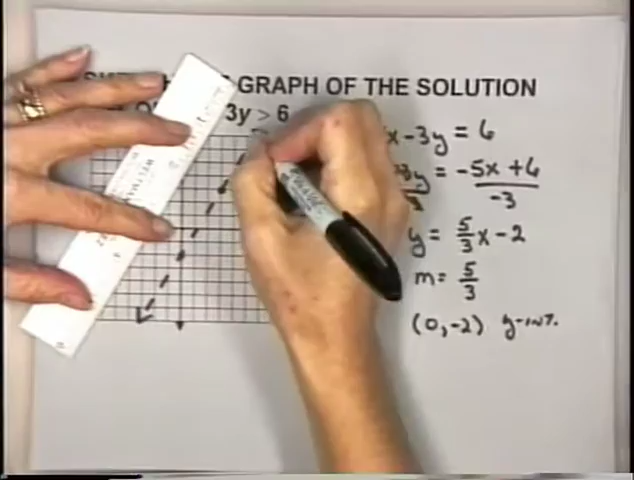 GRAPH OF THE SOLUTION
3y > 6
x - 3y = 6
3y = -5x + 6
-3
y = 5/3 x - 2
m = 5/3
(0, -2) y-int.